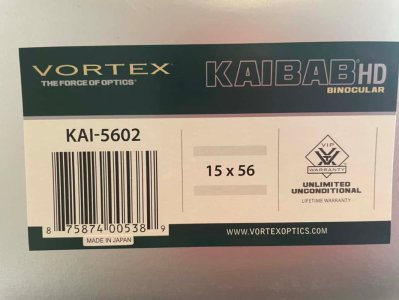 VORTEX®
THE FORCE OF OPTICS®
KAIBAB® HD
BINOCULAR
KAI-5602
8 75874 00538 9
MADE IN JAPAN
15 x 56
VIP
WARRANTY
UNLIMITED
UNCONDITIONAL
LIFETIME WARRANTY
WWW.VORTEXOPTICS.COM